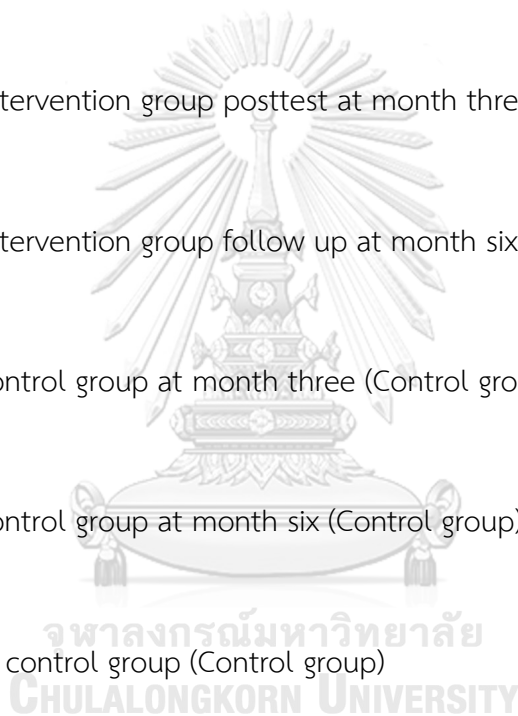 tervention group posttest at month thre
tervention group follow up at month six
ontrol group at month three (Control gro
ontrol group at month six (Control group)
control group (Control group)
จุฬาลงกรณ์มหาวิทยาลัย
CHULALONGKORN UNIVERSITY